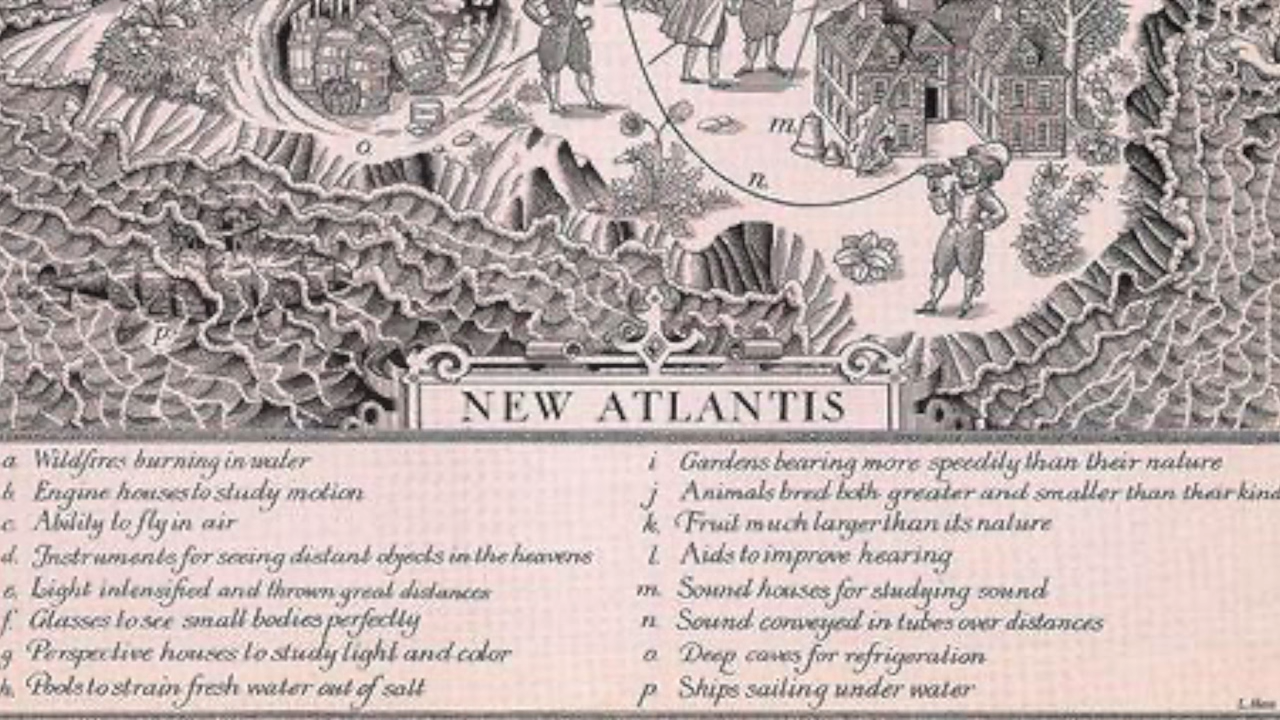 m.
o
n.
p.
NEW ATLANTIS
a Wildfires burning in water
b. Engine houses to study motion
c. Ability to fly in air
d. Instruments for seeing distant objects in the heavens
e. Light intensified and thrown great distances
f. Glasses to see small bodies perfectly
g Perspective houses to study light and color
h. Pools to strain fresh water out of salt
i Gardens bearing more speedily than their nature
j Animals bred both greater and smaller than their kind
k. Fruit much larger than its nature
l. Aids to improve hearing
m. Sound houses for studying sound
n. Sound conveyed in tubes over distances
o. Deep caves for refrigeration
p. Ships sailing under water